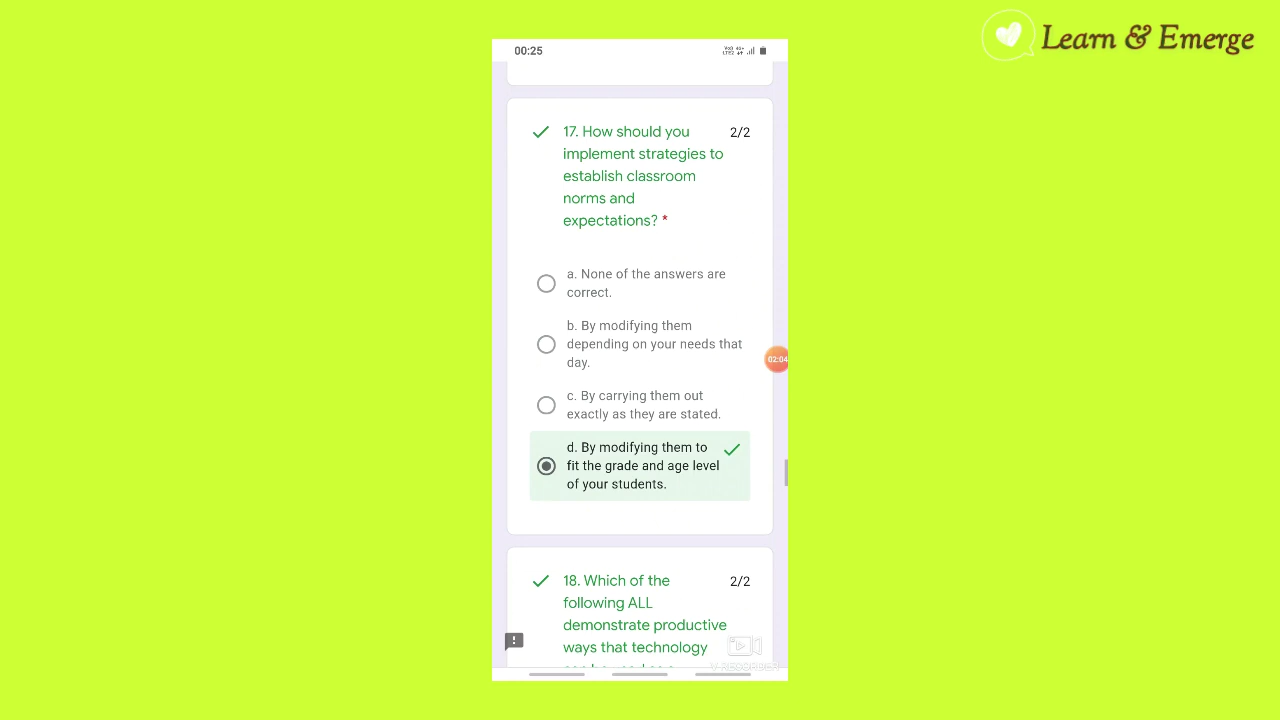 Learn & Emerge
00:25
17. How should you
2/2
implement strategies to
establish classroom
norms and
expectations? *
a. None of the answers are
correct.
b. By modifying them
depending on your needs that
day.
02:04
c. By carrying them out
exactly as they are stated.
d. By modifying them to
fit the grade and age level
of your students.
18. Which of the
2/2
following ALL
demonstrate productive
ways that technology